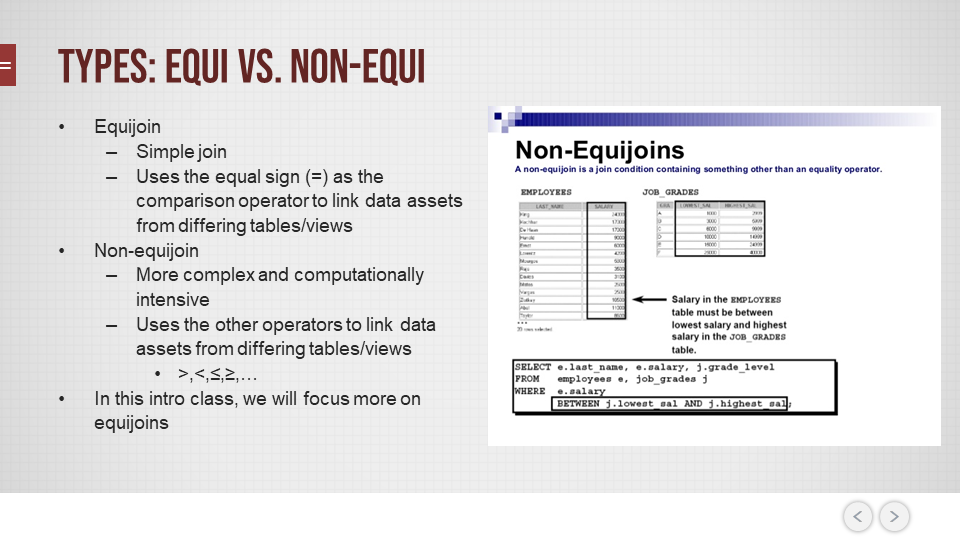 TYPES: EQUI VS. NON-EQUI
• Equijoin
– Simple join
– Uses the equal sign (=) as the
comparison operator to link data assets
from differing tables/views
• Non-equijoin
– More complex and computationally
intensive
– Uses the other operators to link data
assets from differing tables/views
• >,<,≤,≥,…
• In this intro class, we will focus more on
equijoins
Non-Equijoins
A non-equijoin is a join condition containing something other than an equality operator.
EMPLOYEES JOB_GRADES
LAST_NAME SALARY
King 24000
17000
De Haan 17000
9000
Ernst 6000
Lorentz 4200
Mourgos
Rajs 3500
Davies 3100
Matos
Vargas 2500
Zlotkey 10500
Abel 11000
Taylor 8600
20 rows selected
LOWEST_SAL HIGHEST_SAL
A 1000 2999
B 3000 5999
C 6000 9999
D 10000 14999
E 15000 24999
F 25000 40000
Salary in the EMPLOYEES
table must be between
lowest salary and highest
salary in the JOB_GRADES
table.
SELECT e.last_name, e.salary, j.grade_level
FROM employees e, job_grades j
WHERE e.salary
BETWEEN j.lowest_sal AND j.highest_sal;